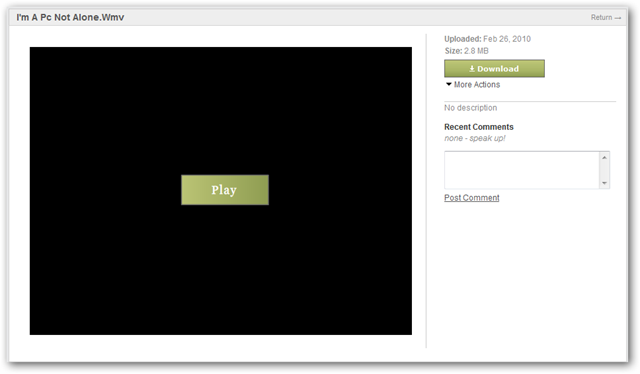 I'm A Pc Not Alone.Wmv
Return →
Play
Uploaded: Feb 26, 2010
Size: 2.8 MB
Download
More Actions
No description
Recent Comments
none - speak up!
Post Comment